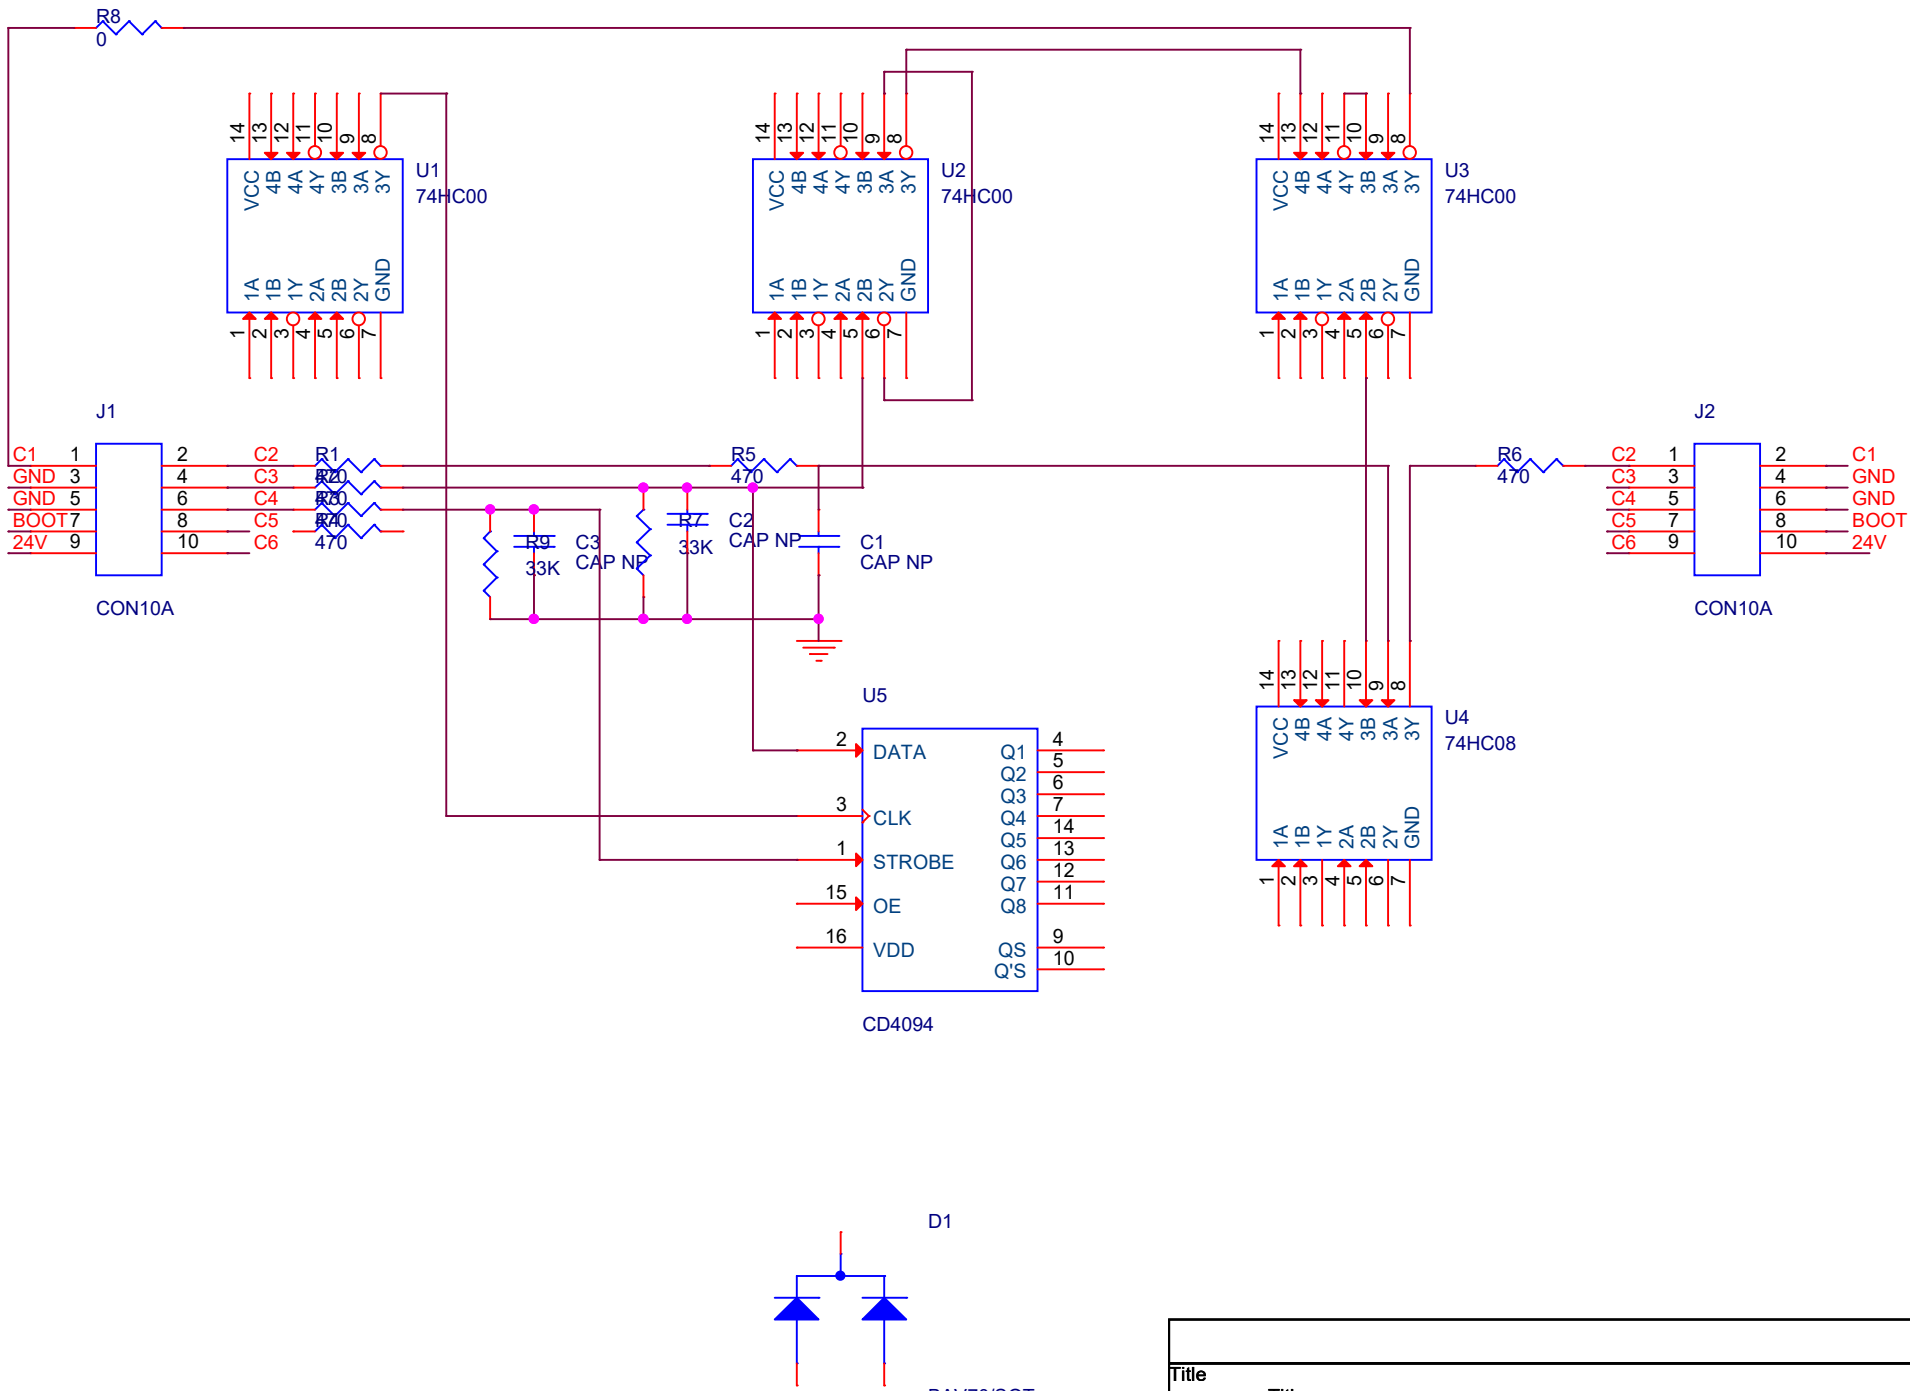 R8
0
14 13 12 11 10 9 8
VCC 4B 4A 4Y 3B 3A 3Y
1A 1B 1Y 2A 2B 2Y GND
1 2 3 4 5 6 7
U1
74HC00
14 13 12 11 10 9 8
VCC 4B 4A 4Y 3B 3A 3Y
1A 1B 1Y 2A 2B 2Y GND
1 2 3 4 5 6 7
U2
74HC00
14 13 12 11 10 9 8
VCC 4B 4A 4Y 3B 3A 3Y
1A 1B 1Y 2A 2B 2Y GND
1 2 3 4 5 6 7
U3
74HC00
J1
C1 1 2 C2
GND 3 4 C3
GND 5 6 C4
BOOT 7 8 C5
24V 9 10 C6
CON10A
R1
470
R5
470
R9
33K
C3
CAP NP
R7
33K
C2
CAP NP
C1
CAP NP
R6
470
J2
C2 1 2 C1
C3 3 4 GND
C4 5 6 GND
C5 7 8 BOOT
C6 9 10 24V
CON10A
U5
2 DATA Q1 4
Q2 5
Q3 6
3 CLK Q4 7
Q5 14
1 STROBE Q6 13
Q7 12
15 OE Q8 11
16 VDD QS 9
Q'S 10
CD4094
14 13 12 11 10 9 8
VCC 4B 4A 4Y 3B 3A 3Y
1A 1B 1Y 2A 2B 2Y GND
1 2 3 4 5 6 7
U4
74HC08
D1
Title